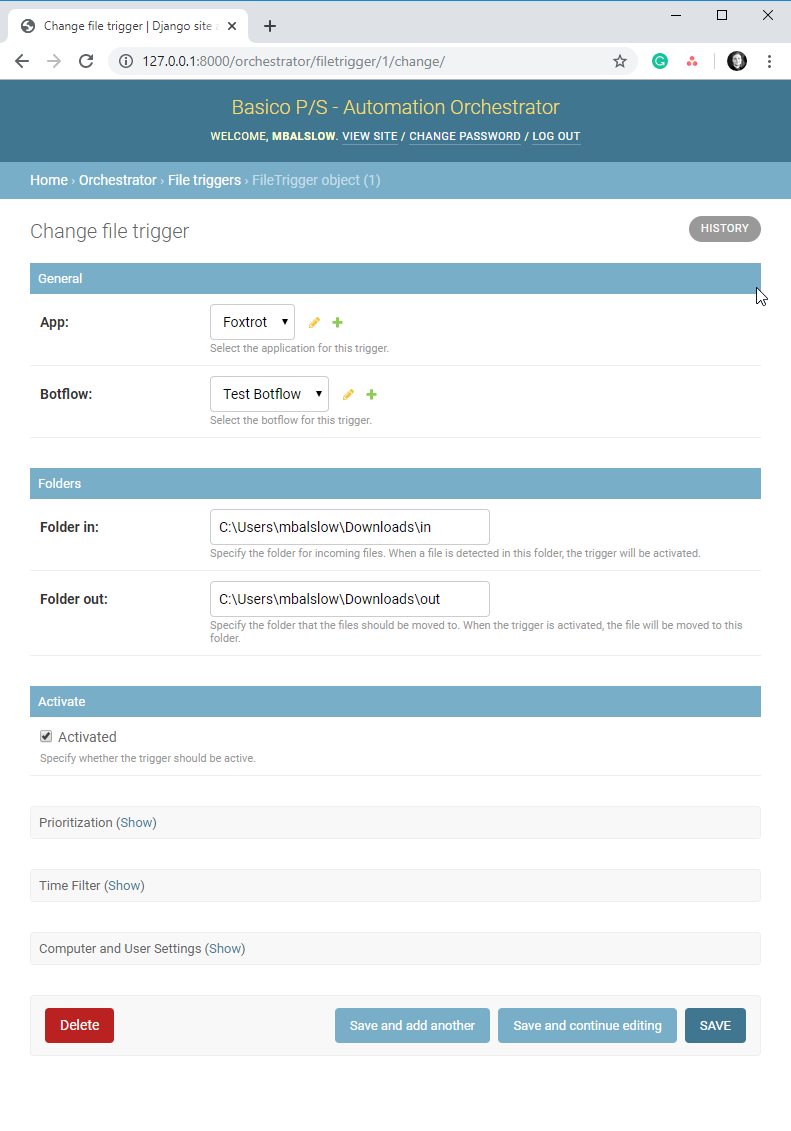 Change file trigger | Django site a
127.0.0.1:8000/orchestrator/filetrigger/1/change/
Basico P/S - Automation Orchestrator
WELCOME, MBALSLOW. VIEW SITE / CHANGE PASSWORD / LOG OUT
Home › Orchestrator › File triggers › FileTrigger object (1)
Change file trigger
HISTORY
General
App:
Foxtrot
Select the application for this trigger.
Botflow:
Test Botflow
Select the botflow for this trigger.
Folders
Folder in:
C:\Users\mbalslow\Downloads\in
Specify the folder for incoming files. When a file is detected in this folder, the trigger will be activated.
Folder out:
C:\Users\mbalslow\Downloads\out
Specify the folder that the files should be moved to. When the trigger is activated, the file will be moved to this
folder.
Activate
Activated
Specify whether the trigger should be active.
Prioritization (Show)
Time Filter (Show)
Computer and User Settings (Show)
Delete
Save and add another
Save and continue editing
SAVE